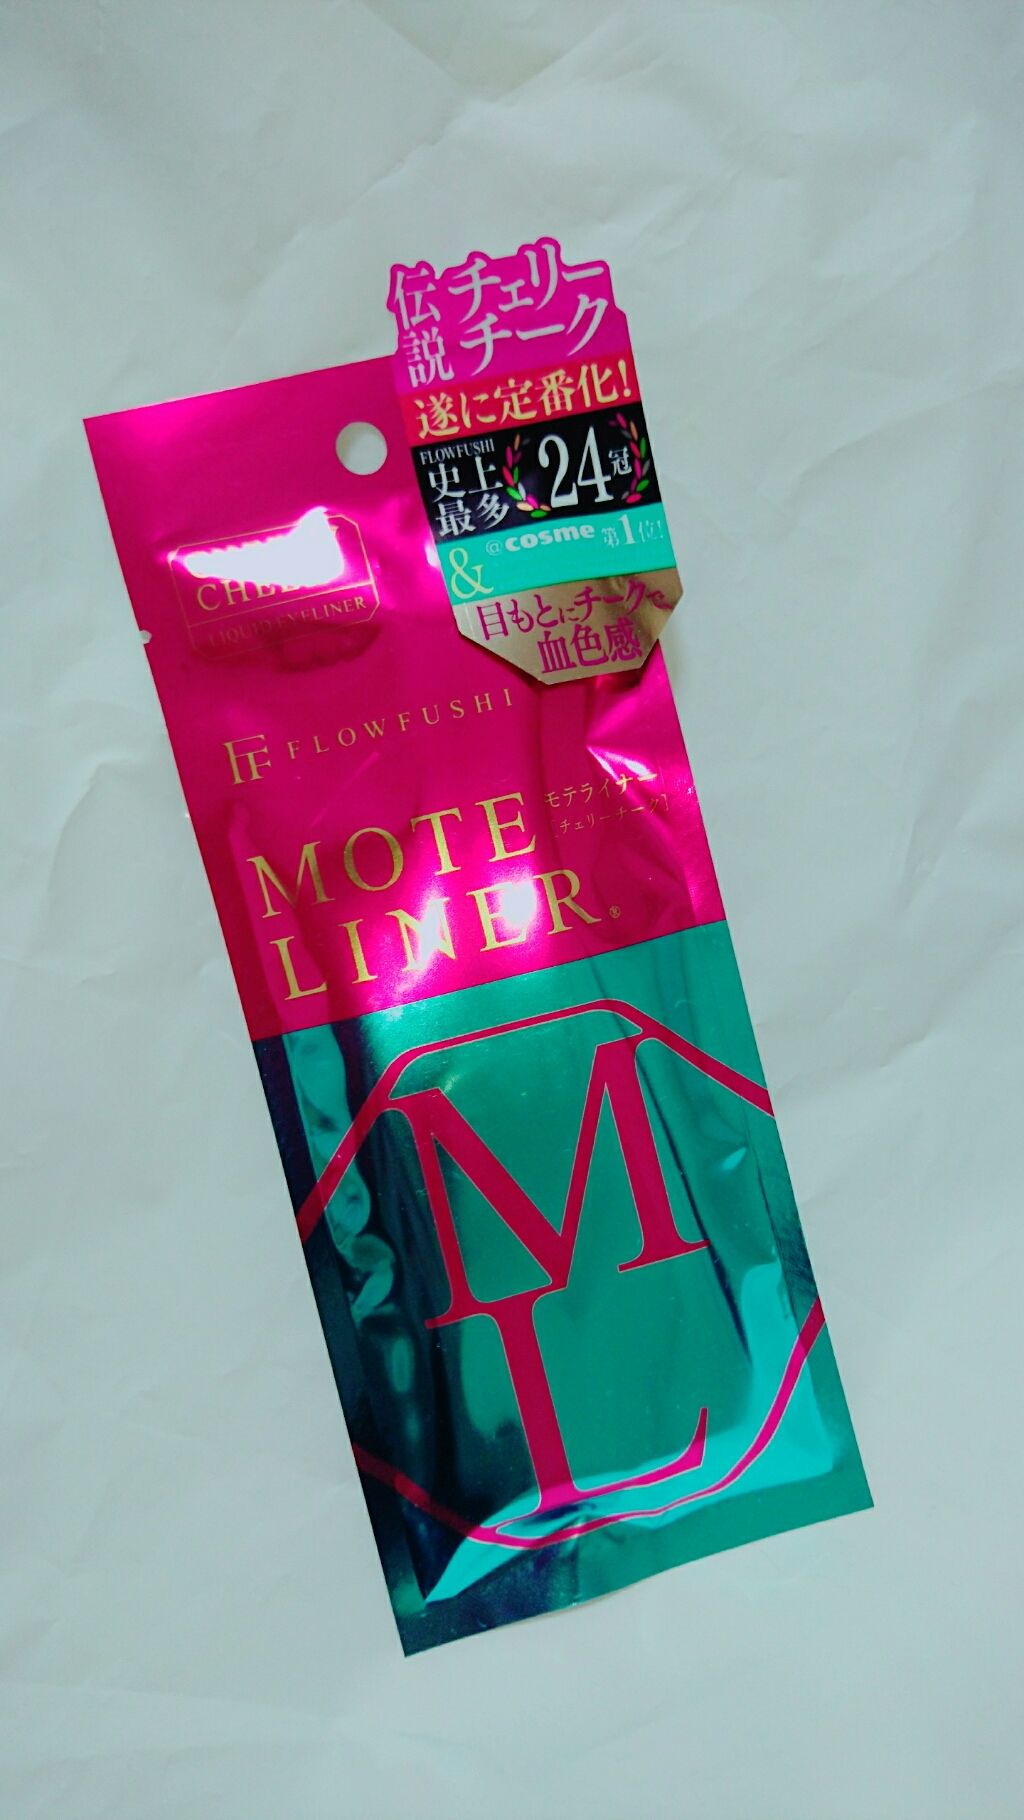 伝説
チェリー
チーク
遂に定番化!
FLOWFUSHI
史上
最多
24冠
&
@cosme 第1位!
目もとにチークで
血色感
LIQUID EYELINER
FF FLOWFUSHI
MOTE
LINER®
モテライナー
[チェリーチーク]
ML